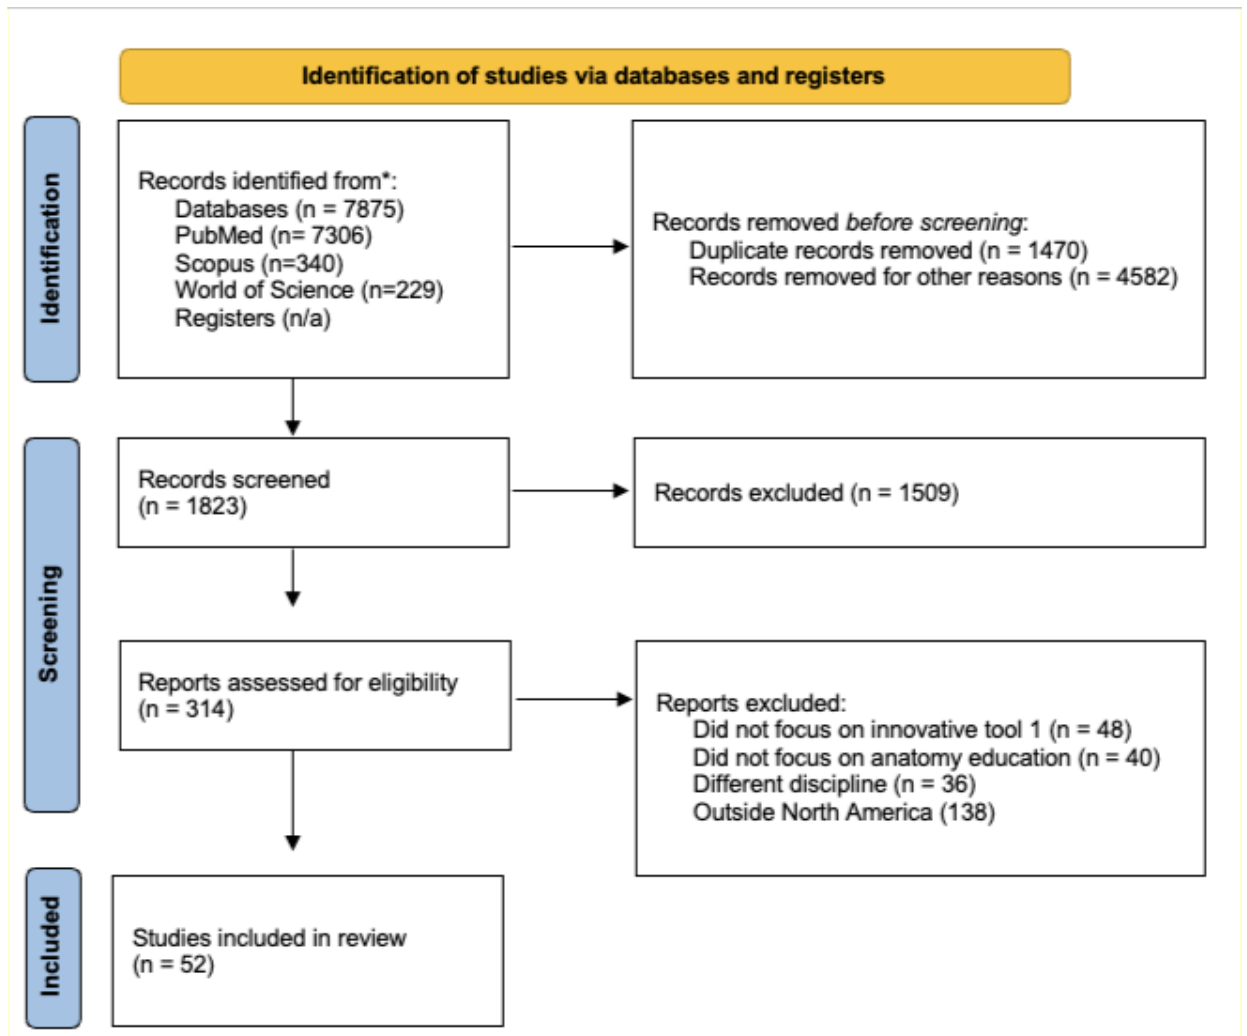 Identification of studies via databases and registers
Identification
Records identified from*:
Databases (n = 7875)
PubMed (n= 7306)
Scopus (n=340)
World of Science (n=229)
Registers (n/a)
Records removed before screening:
Duplicate records removed (n = 1470)
Records removed for other reasons (n = 4582)
Screening
Records screened
(n = 1823)
Records excluded (n = 1509)
Reports assessed for eligibility
(n = 314)
Reports excluded:
Did not focus on innovative tool 1 (n = 48)
Did not focus on anatomy education (n = 40)
Different discipline (n = 36)
Outside North America (138)
Included
Studies included in review
(n = 52)